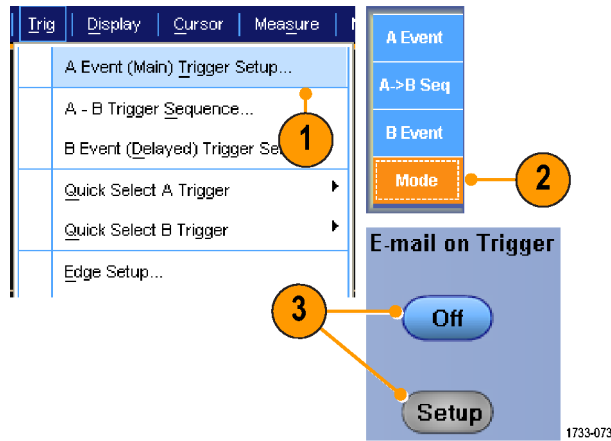 Trig Display Cursor Measure
A Event (Main) Trigger Setup...
A - B Trigger Sequence...
B Event (Delayed) Trigger Se
Quick Select A Trigger
Quick Select B Trigger
Edge Setup...
1
A Event
A->B Seq
B Event
Mode
2
E-mail on Trigger
3
Off
Setup
1733-073